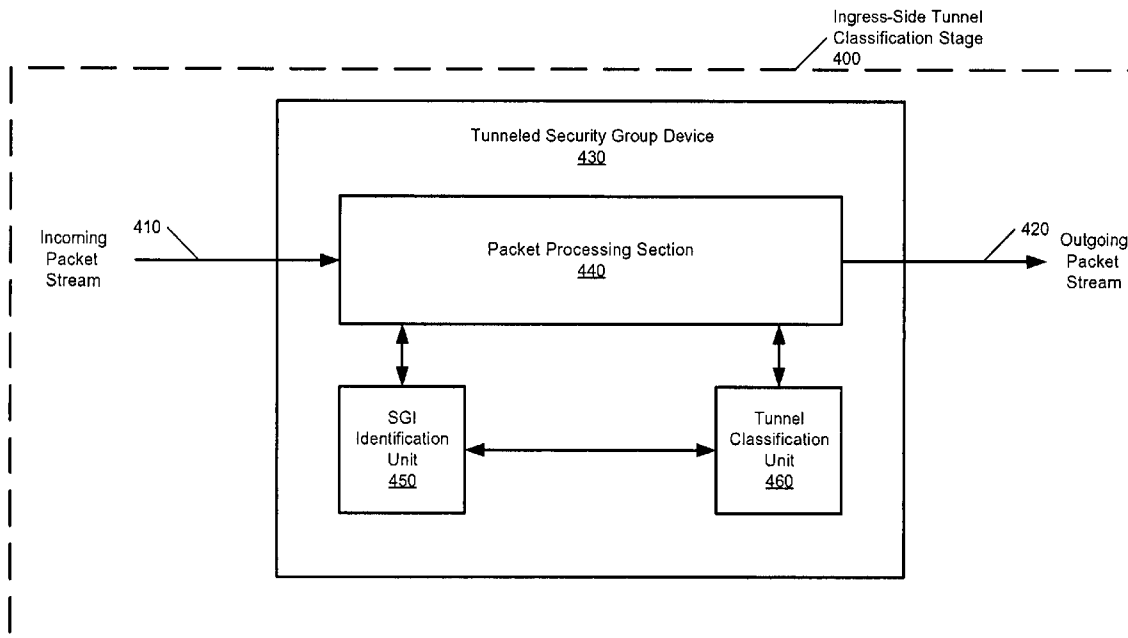 Ingress-Side Tunnel
Classification Stage
400
Tunneled Security Group Device
430
410
Incoming
Packet
Stream
Packet Processing Section
440
420
Outgoing
Packet
Stream
SGI
Identification
Unit
450
Tunnel
Classification
Unit
460